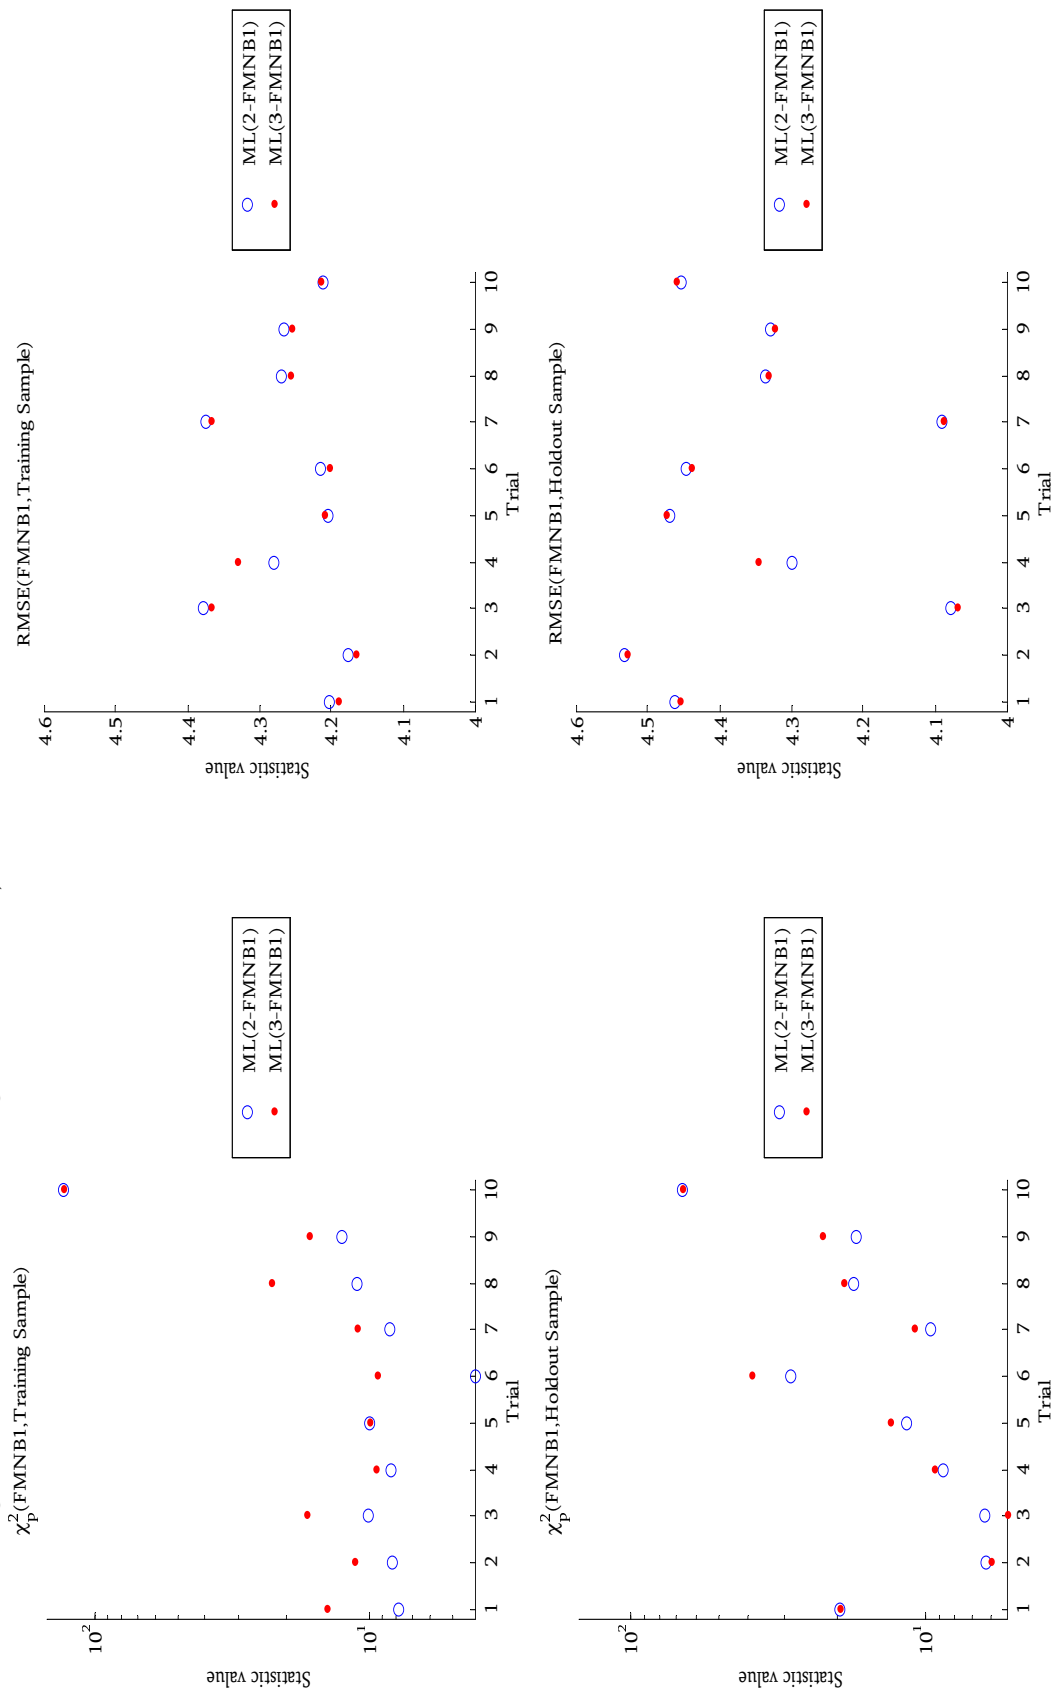 χ²p(FMNB1,Training Sample)
Statistic value
10²
10¹
1 2 3 4 5 6 7 8 9 10
Trial
ML(2-FMNB1)
ML(3-FMNB1)
RMSE(FMNB1,Training Sample)
Statistic value
4.6
4.5
4.4
4.3
4.2
4.1
4
1 2 3 4 5 6 7 8 9 10
Trial
ML(2-FMNB1)
ML(3-FMNB1)
χ²p(FMNB1,Holdout Sample)
Statistic value
10²
10¹
1 2 3 4 5 6 7 8 9 10
Trial
ML(2-FMNB1)
ML(3-FMNB1)
RMSE(FMNB1,Holdout Sample)
Statistic value
4.6
4.5
4.4
4.3
4.2
4.1
4
1 2 3 4 5 6 7 8 9 10
Trial
ML(2-FMNB1)
ML(3-FMNB1)